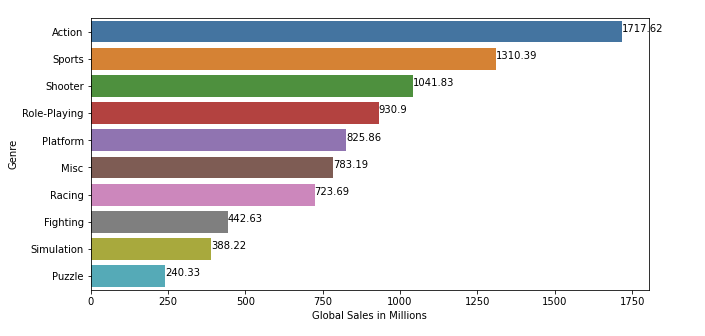 Genre
Action 1717.62
Sports 1310.39
Shooter 1041.83
Role-Playing 930.9
Platform 825.86
Misc 783.19
Racing 723.69
Fighting 442.63
Simulation 388.22
Puzzle 240.33
0 250 500 750 1000 1250 1500 1750
Global Sales in Millions